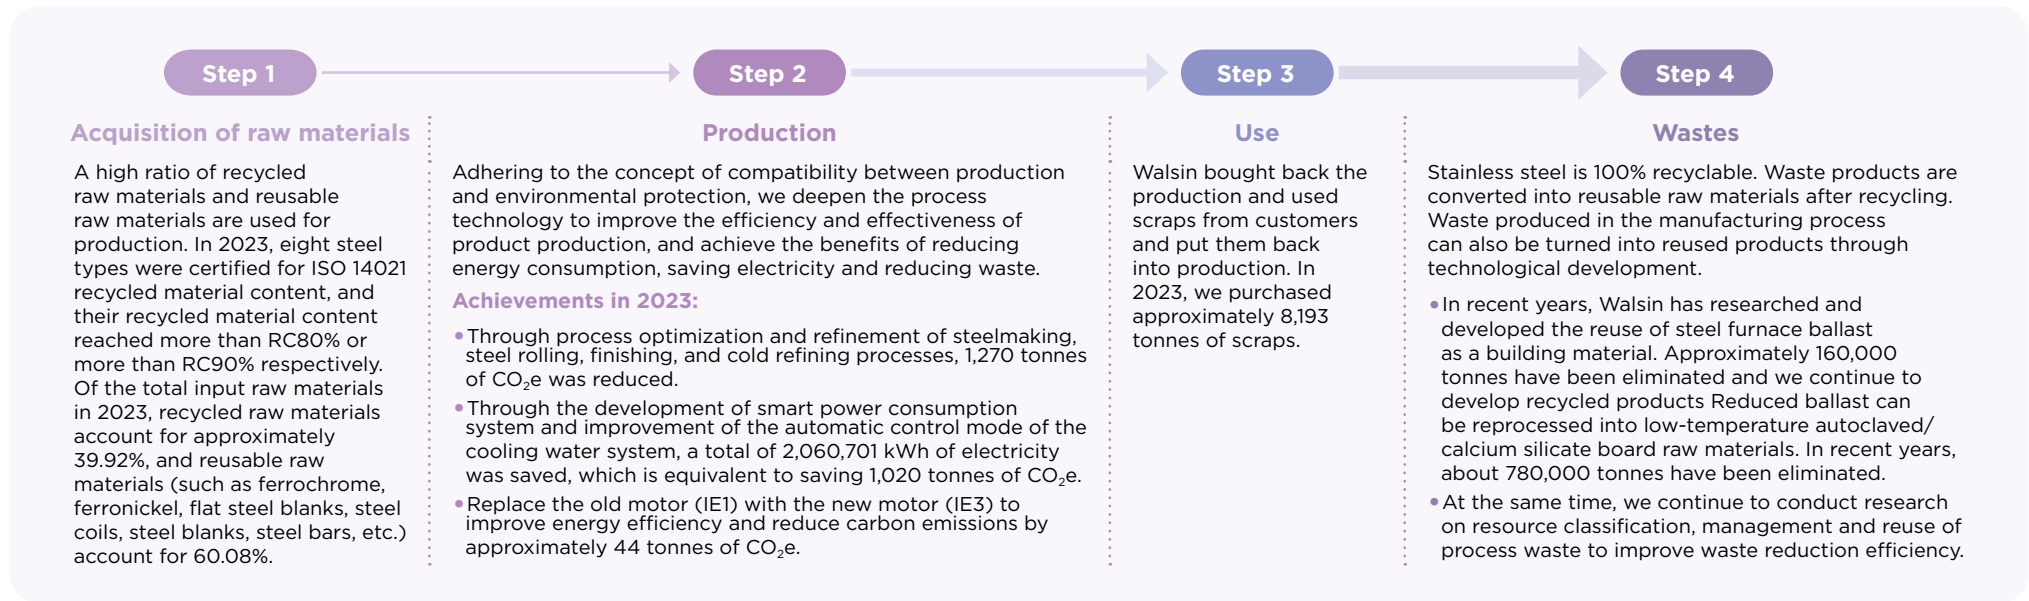 Step 1
Step 2
Step 3
Step 4
Acquisition of raw materials
A high ratio of recycled
raw materials and reusable
raw materials are used for
production. In 2023, eight steel
types were certified for ISO 14021
recycled material content, and
their recycled material content
reached more than RC80% or
more than RC90% respectively.
Of the total input raw materials
in 2023, recycled raw materials
account for approximately
39.92%, and reusable raw
materials (such as ferrochrome,
ferronickel, flat steel blanks, steel
coils, steel blanks, steel bars, etc.)
account for 60.08%.
Production
Adhering to the concept of compatibility between production
and environmental protection, we deepen the process
technology to improve the efficiency and effectiveness of
product production, and achieve the benefits of reducing
energy consumption, saving electricity and reducing waste.
Achievements in 2023:
•Through process optimization and refinement of steelmaking,
steel rolling, finishing, and cold refining processes, 1,270 tonnes
of CO₂e was reduced.
•Through the development of smart power consumption
system and improvement of the automatic control mode of the
cooling water system, a total of 2,060,701 kWh of electricity
was saved, which is equivalent to saving 1,020 tonnes of CO₂e.
•Replace the old motor (IE1) with the new motor (IE3) to
improve energy efficiency and reduce carbon emissions by
approximately 44 tonnes of CO₂e.
Use
Walsin bought back the
production and used
scraps from customers
and put them back
into production. In
2023, we purchased
approximately 8,193
tonnes of scraps.
Wastes
Stainless steel is 100% recyclable. Waste products are
converted into reusable raw materials after recycling.
Waste produced in the manufacturing process
can also be turned into reused products through
technological development.
•In recent years, Walsin has researched and
developed the reuse of steel furnace ballast
as a building material. Approximately 160,000
tonnes have been eliminated and we continue to
develop recycled products Reduced ballast can
be reprocessed into low-temperature autoclaved/
calcium silicate board raw materials. In recent years,
about 780,000 tonnes have been eliminated.
•At the same time, we continue to conduct research
on resource classification, management and reuse of
process waste to improve waste reduction efficiency.